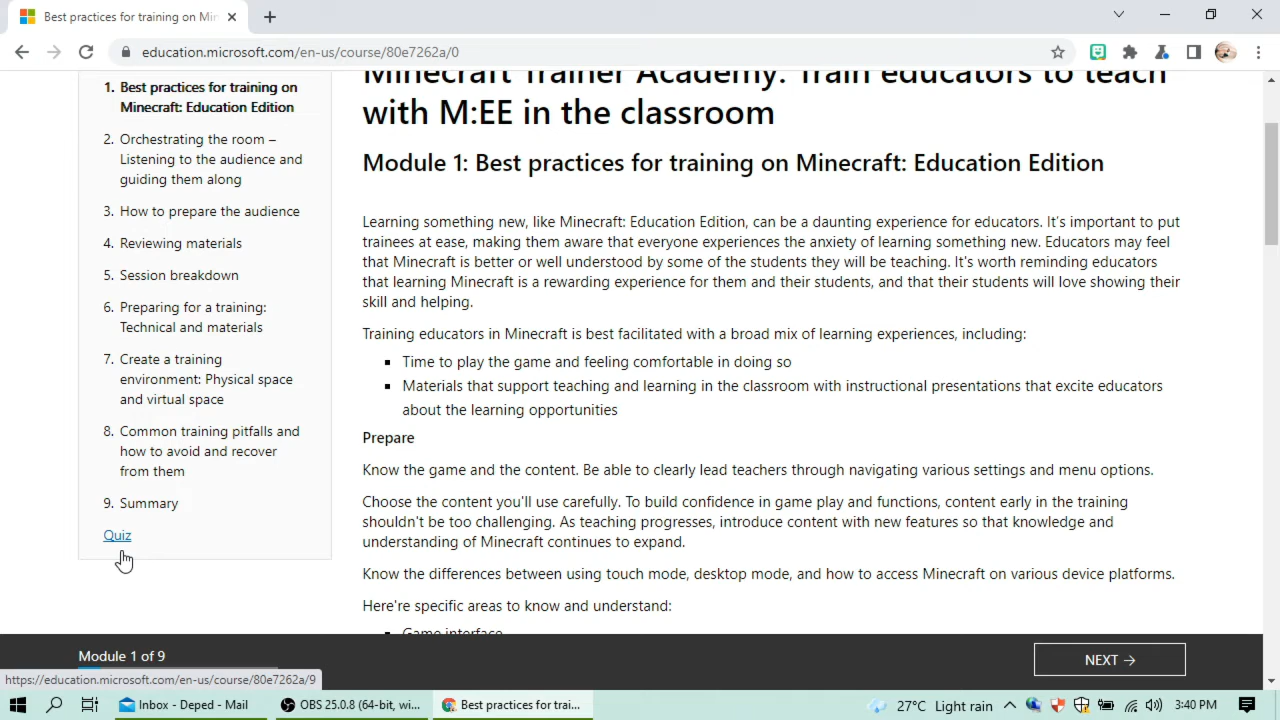 Best practices for training on Min
education.microsoft.com/en-us/course/80e7262a/0
1. Best practices for training on
Minecraft: Education Edition
2. Orchestrating the room –
Listening to the audience and
guiding them along
3. How to prepare the audience
4. Reviewing materials
5. Session breakdown
6. Preparing for a training:
Technical and materials
7. Create a training
environment: Physical space
and virtual space
8. Common training pitfalls and
how to avoid and recover
from them
9. Summary
Quiz
Minecraft Trainer Academy: Train educators to teach
with M:EE in the classroom
Module 1: Best practices for training on Minecraft: Education Edition
Learning something new, like Minecraft: Education Edition, can be a daunting experience for educators. It's important to put
trainees at ease, making them aware that everyone experiences the anxiety of learning something new. Educators may feel
that Minecraft is better or well understood by some of the students they will be teaching. It's worth reminding educators
that learning Minecraft is a rewarding experience for them and their students, and that their students will love showing their
skill and helping.
Training educators in Minecraft is best facilitated with a broad mix of learning experiences, including:
Time to play the game and feeling comfortable in doing so
Materials that support teaching and learning in the classroom with instructional presentations that excite educators
about the learning opportunities
Prepare
Know the game and the content. Be able to clearly lead teachers through navigating various settings and menu options.
Choose the content you'll use carefully. To build confidence in game play and functions, content early in the training
shouldn't be too challenging. As teaching progresses, introduce content with new features so that knowledge and
understanding of Minecraft continues to expand.
Know the differences between using touch mode, desktop mode, and how to access Minecraft on various device platforms.
Here're specific areas to know and understand:
Game interface
Module 1 of 9
NEXT →
https://education.microsoft.com/en-us/course/80e7262a/9
Inbox - Deped - Mail
OBS 25.0.8 (64-bit, wi...
Best practices for trai...
27°C Light rain
3:40 PM